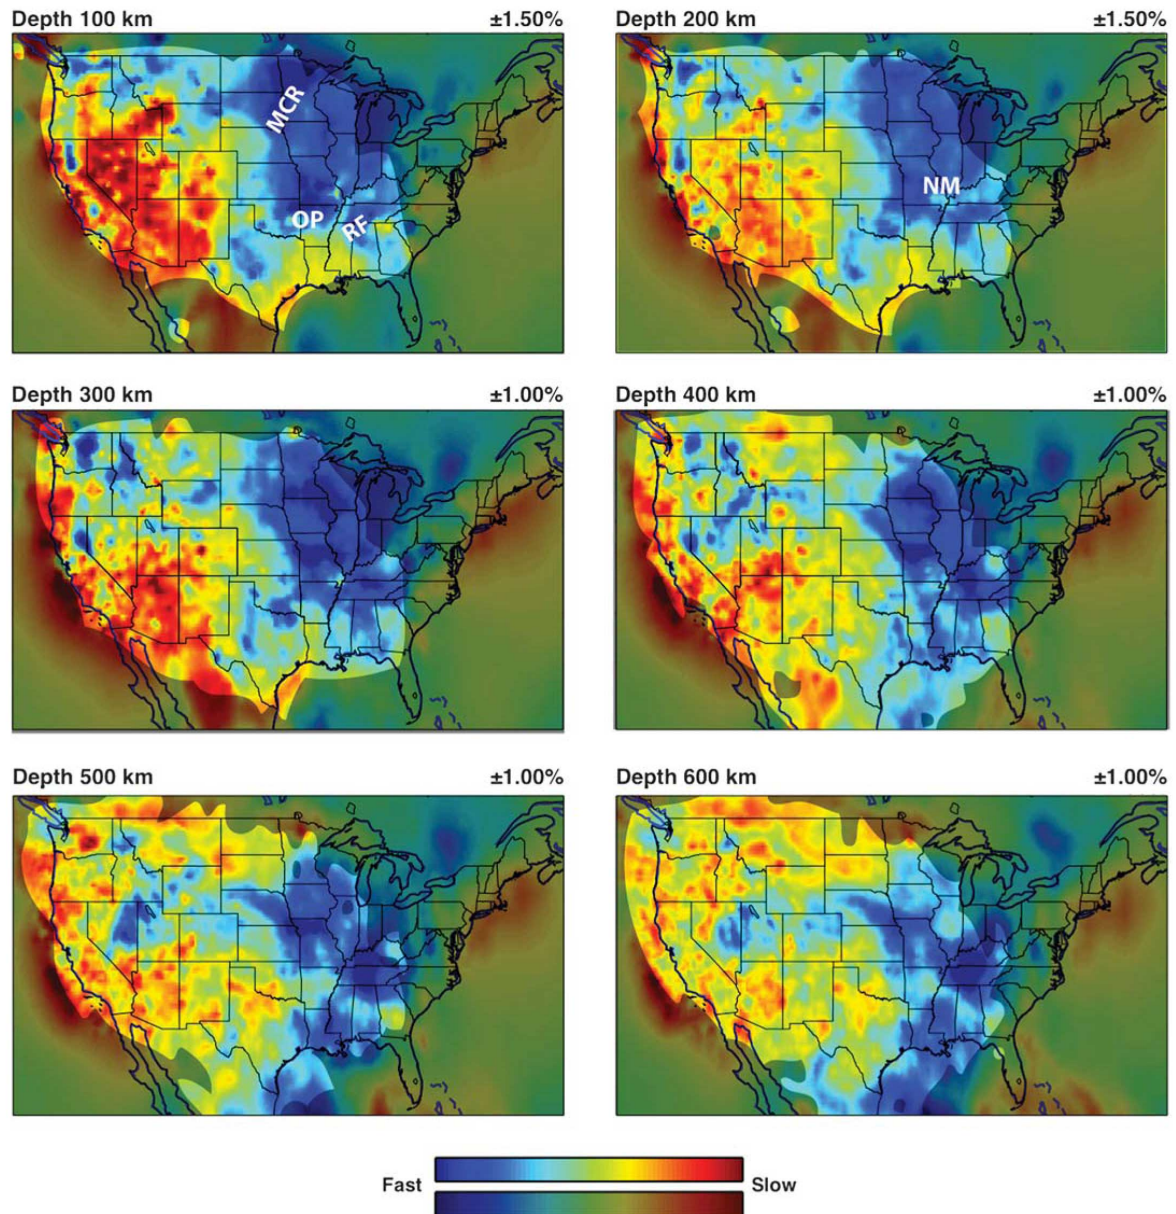 Depth 100 km ±1.50%
Depth 200 km ±1.50%
MCR
OP
RF
NM
Depth 300 km ±1.00%
Depth 400 km ±1.00%
Depth 500 km ±1.00%
Depth 600 km ±1.00%
Fast Slow